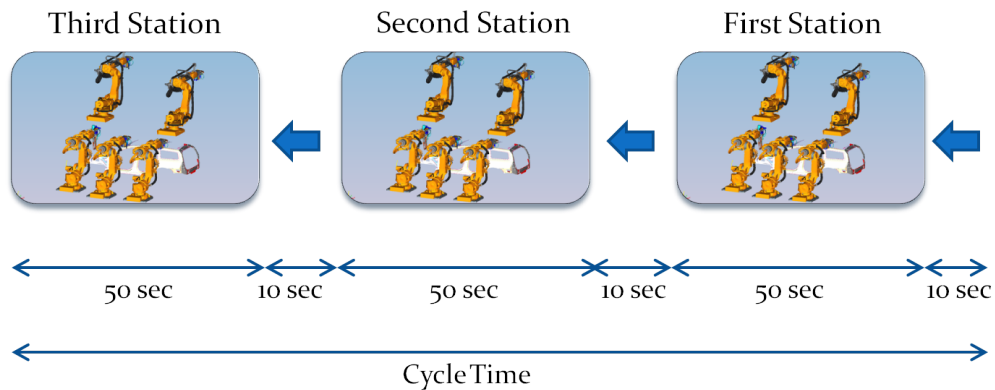 Third Station Second Station First Station
50 sec 10 sec 50 sec 10 sec 50 sec 10 sec
Cycle Time